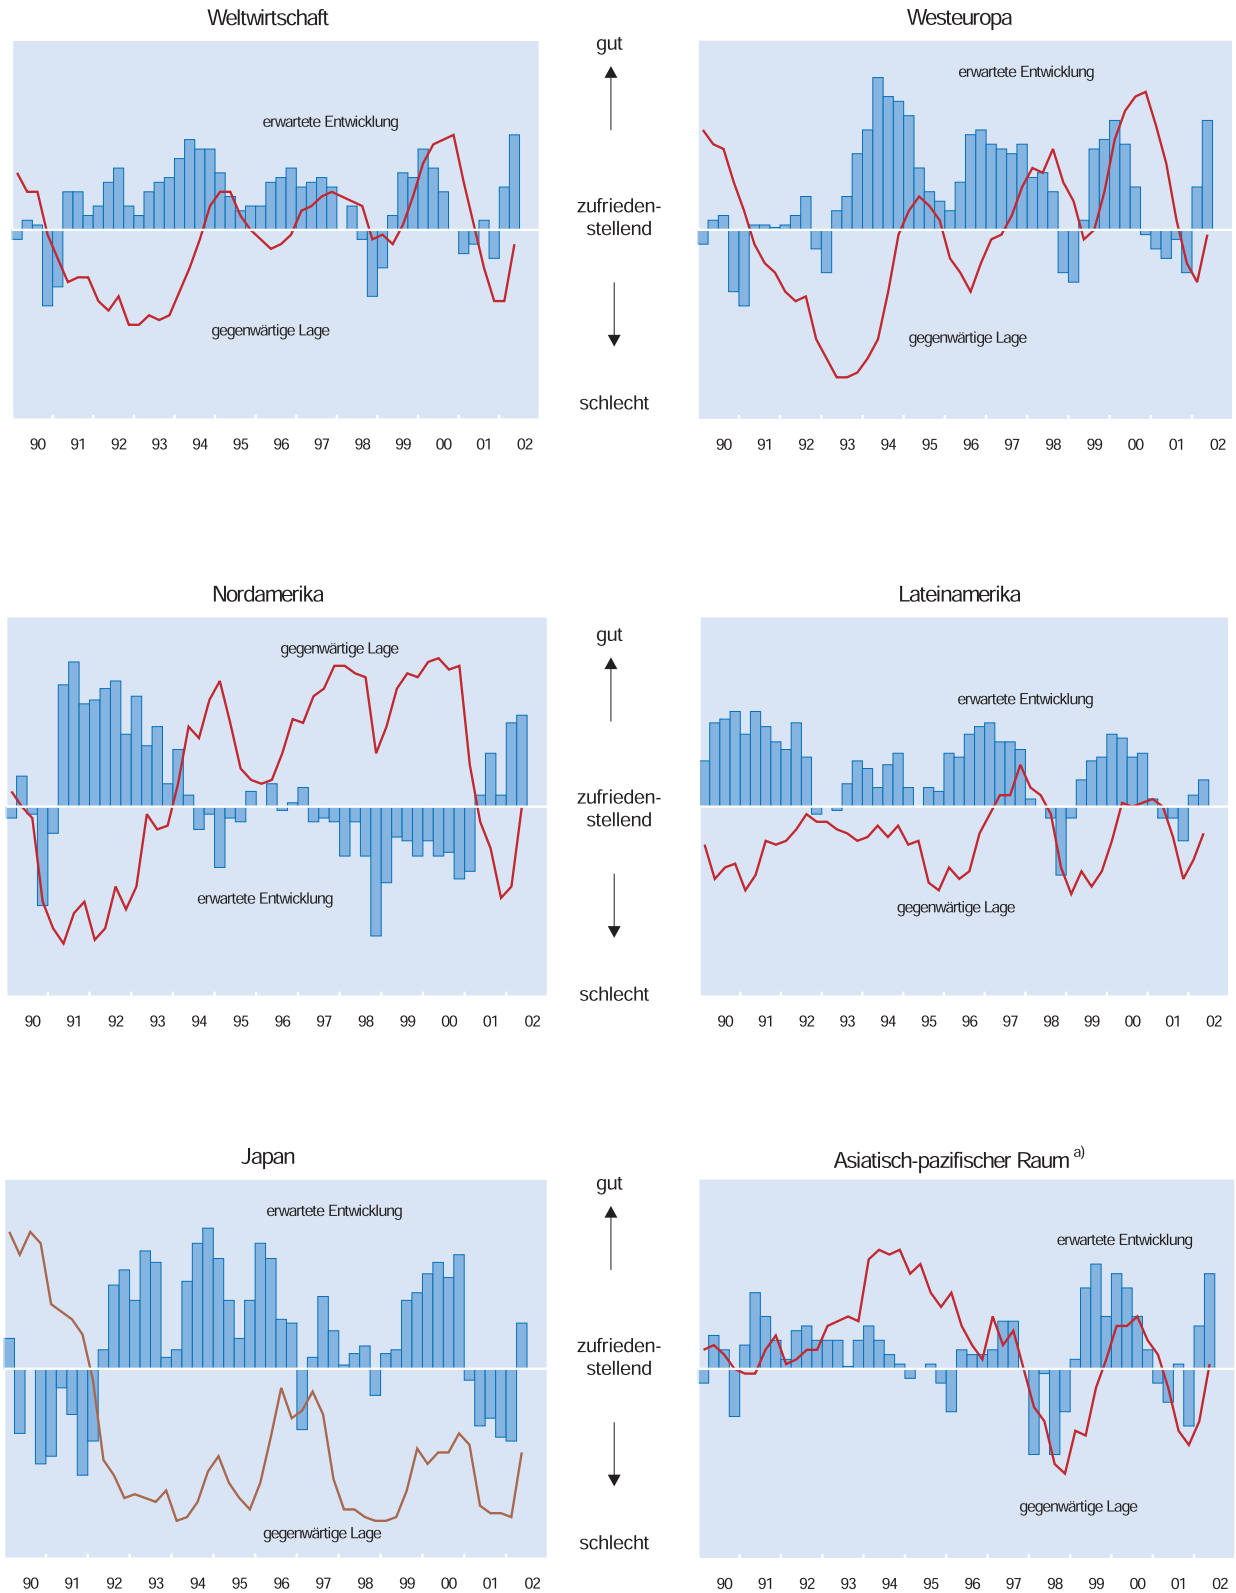 Weltwirtschaft
Westeuropa
gut
erwartete Entwicklung
erwartete Entwicklung
zufrieden-
stellend
gegenwärtige Lage
gegenwärtige Lage
schlecht
90 91 92 93 94 95 96 97 98 99 00 01 02
90 91 92 93 94 95 96 97 98 99 00 01 02
Nordamerika
Lateinamerika
gut
gegenwärtige Lage
erwartete Entwicklung
zufrieden-
stellend
erwartete Entwicklung
gegenwärtige Lage
schlecht
90 91 92 93 94 95 96 97 98 99 00 01 02
90 91 92 93 94 95 96 97 98 99 00 01 02
Japan
Asiatisch-pazifischer Raum a)
gut
erwartete Entwicklung
erwartete Entwicklung
zufrieden-
stellend
gegenwärtige Lage
gegenwärtige Lage
schlecht
90 91 92 93 94 95 96 97 98 99 00 01 02
90 91 92 93 94 95 96 97 98 99 00 01 02